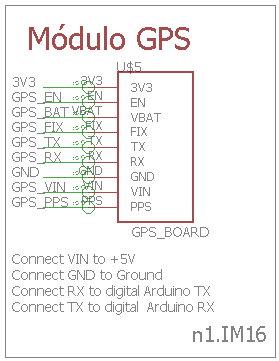 Módulo GPS
U$5
3V3 3V3 3V3
GPS_EN EN EN
GPS_BAT VBAT VBAT
GPS_FIX FIX FIX
GPS_TX TX TX
GPS_RX RX RX
GND GND GND
GPS_VIN VIN VIN
GPS_PPS PPS PPS
GPS_BOARD
Connect VIN to +5V
Connect GND to Ground
Connect RX to digital Arduino TX
Connect TX to digital Arduino RX
n1.IM16